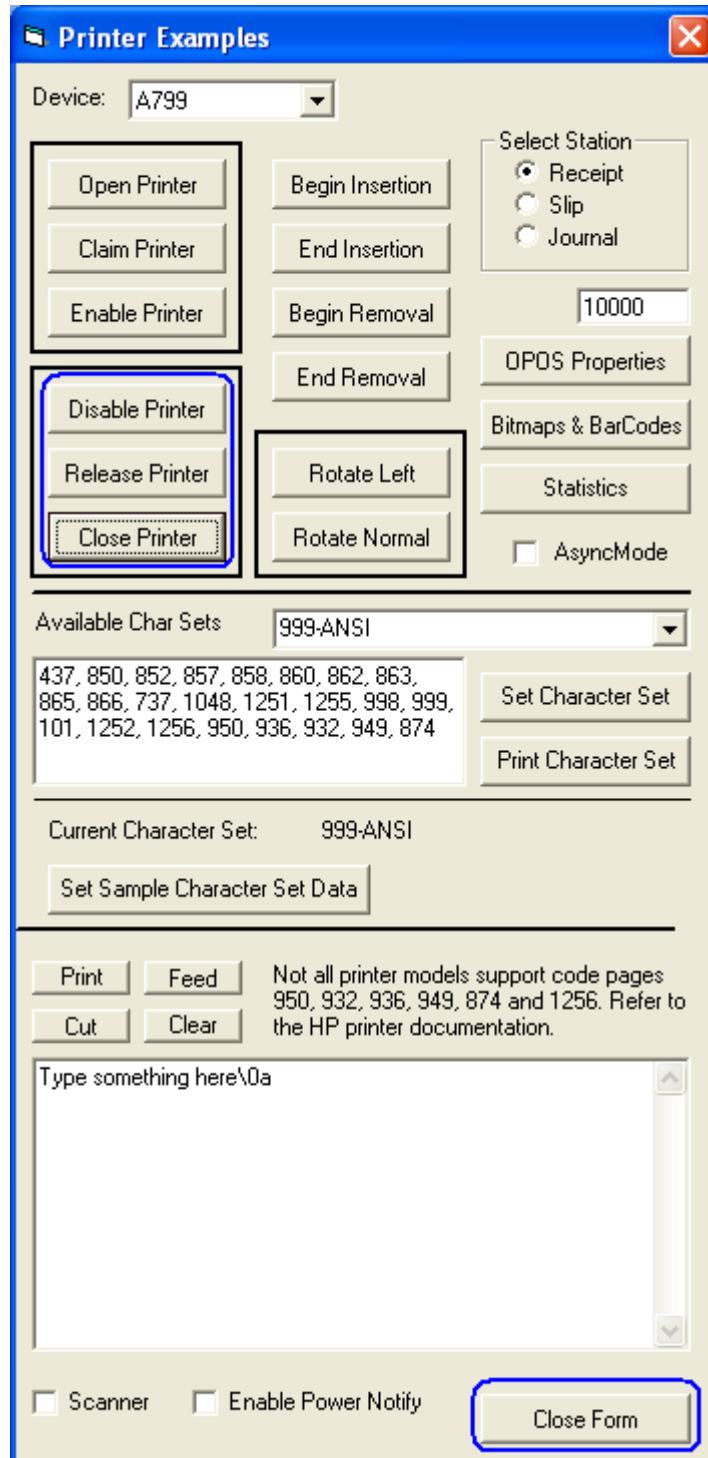 Printer Examples
Device: A799
Select Station
Open Printer
Begin Insertion
Receipt
Slip
Claim Printer
End Insertion
Journal
Enable Printer
Begin Removal
10000
End Removal
OPOS Properties
Disable Printer
Bitmaps & BarCodes
Release Printer
Rotate Left
Statistics
Close Printer
Rotate Normal
AsyncMode
Available Char Sets
999-ANSI
437, 850, 852, 857, 858, 860, 862, 863,
865, 866, 737, 1048, 1251, 1255, 998, 999,
101, 1252, 1256, 950, 936, 932, 949, 874
Set Character Set
Print Character Set
Current Character Set: 999-ANSI
Set Sample Character Set Data
Print
Feed
Cut
Clear
Not all printer models support code pages
950, 932, 936, 949, 874 and 1256. Refer to
the HP printer documentation.
Type something here\0a
Scanner
Enable Power Notify
Close Form